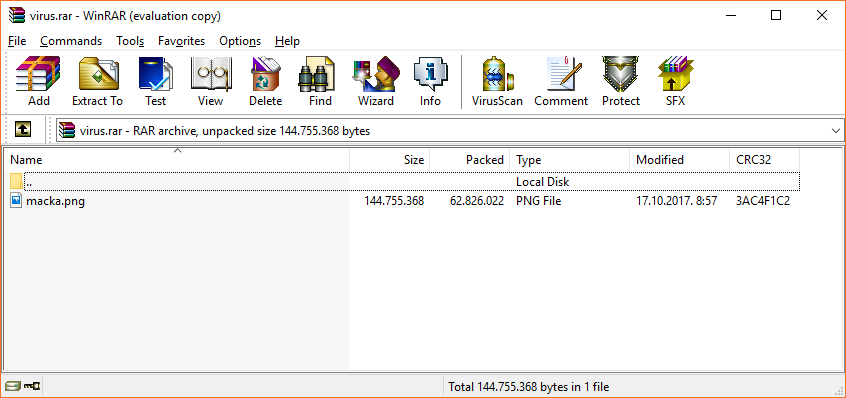 virus.rar - WinRAR (evaluation copy)
File Commands Tools Favorites Options Help
Add Extract To Test View Delete Find Wizard Info VirusScan Comment Protect SFX
virus.rar - RAR archive, unpacked size 144.755.368 bytes
Name Size Packed Type Modified CRC32
.. Local Disk
macka.png 144.755.368 62.826.022 PNG File 17.10.2017. 8:57 3AC4F1C2
Total 144.755.368 bytes in 1 file